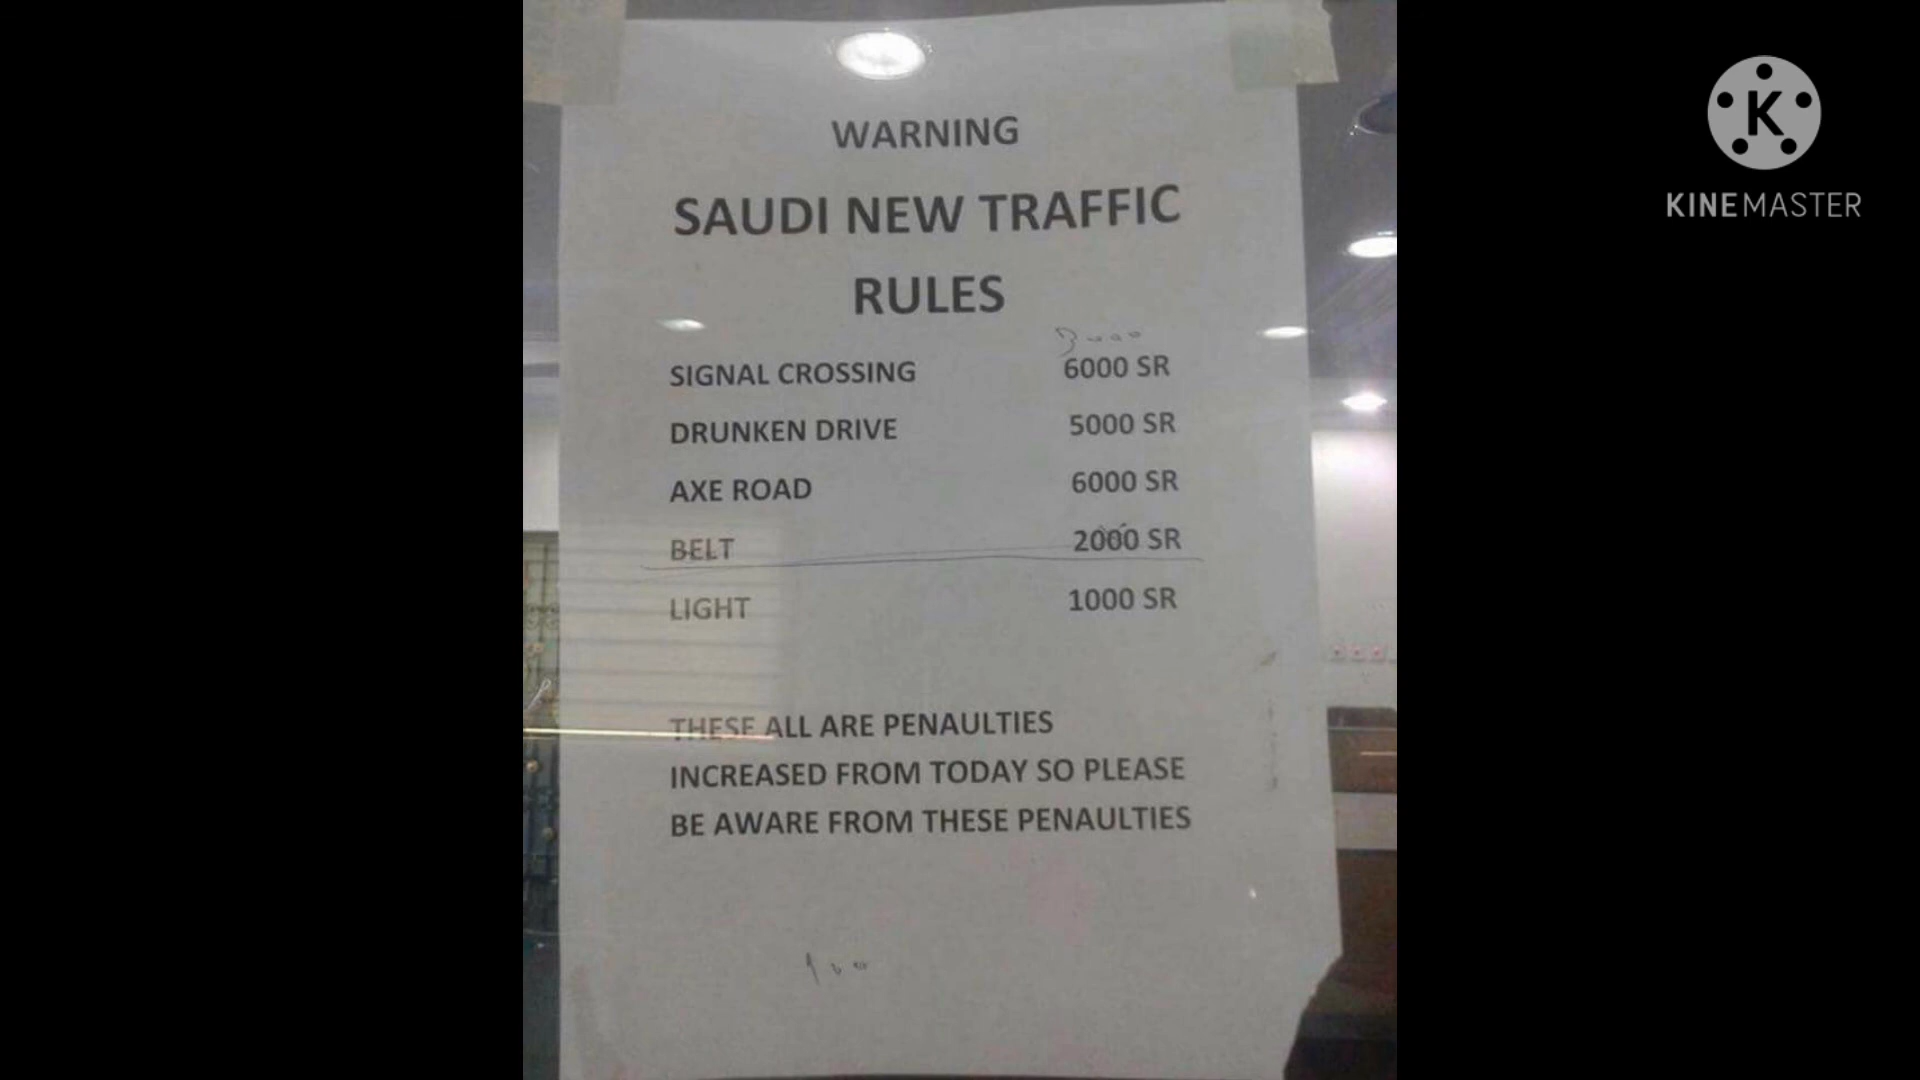 WARNING
SAUDI NEW TRAFFIC
RULES
3000
SIGNAL CROSSING 6000 SR
DRUNKEN DRIVE 5000 SR
AXE ROAD 6000 SR
BELT 2000 SR
LIGHT 1000 SR
THESE ALL ARE PENAULTIES
INCREASED FROM TODAY SO PLEASE
BE AWARE FROM THESE PENAULTIES
100
K
KINEMASTER